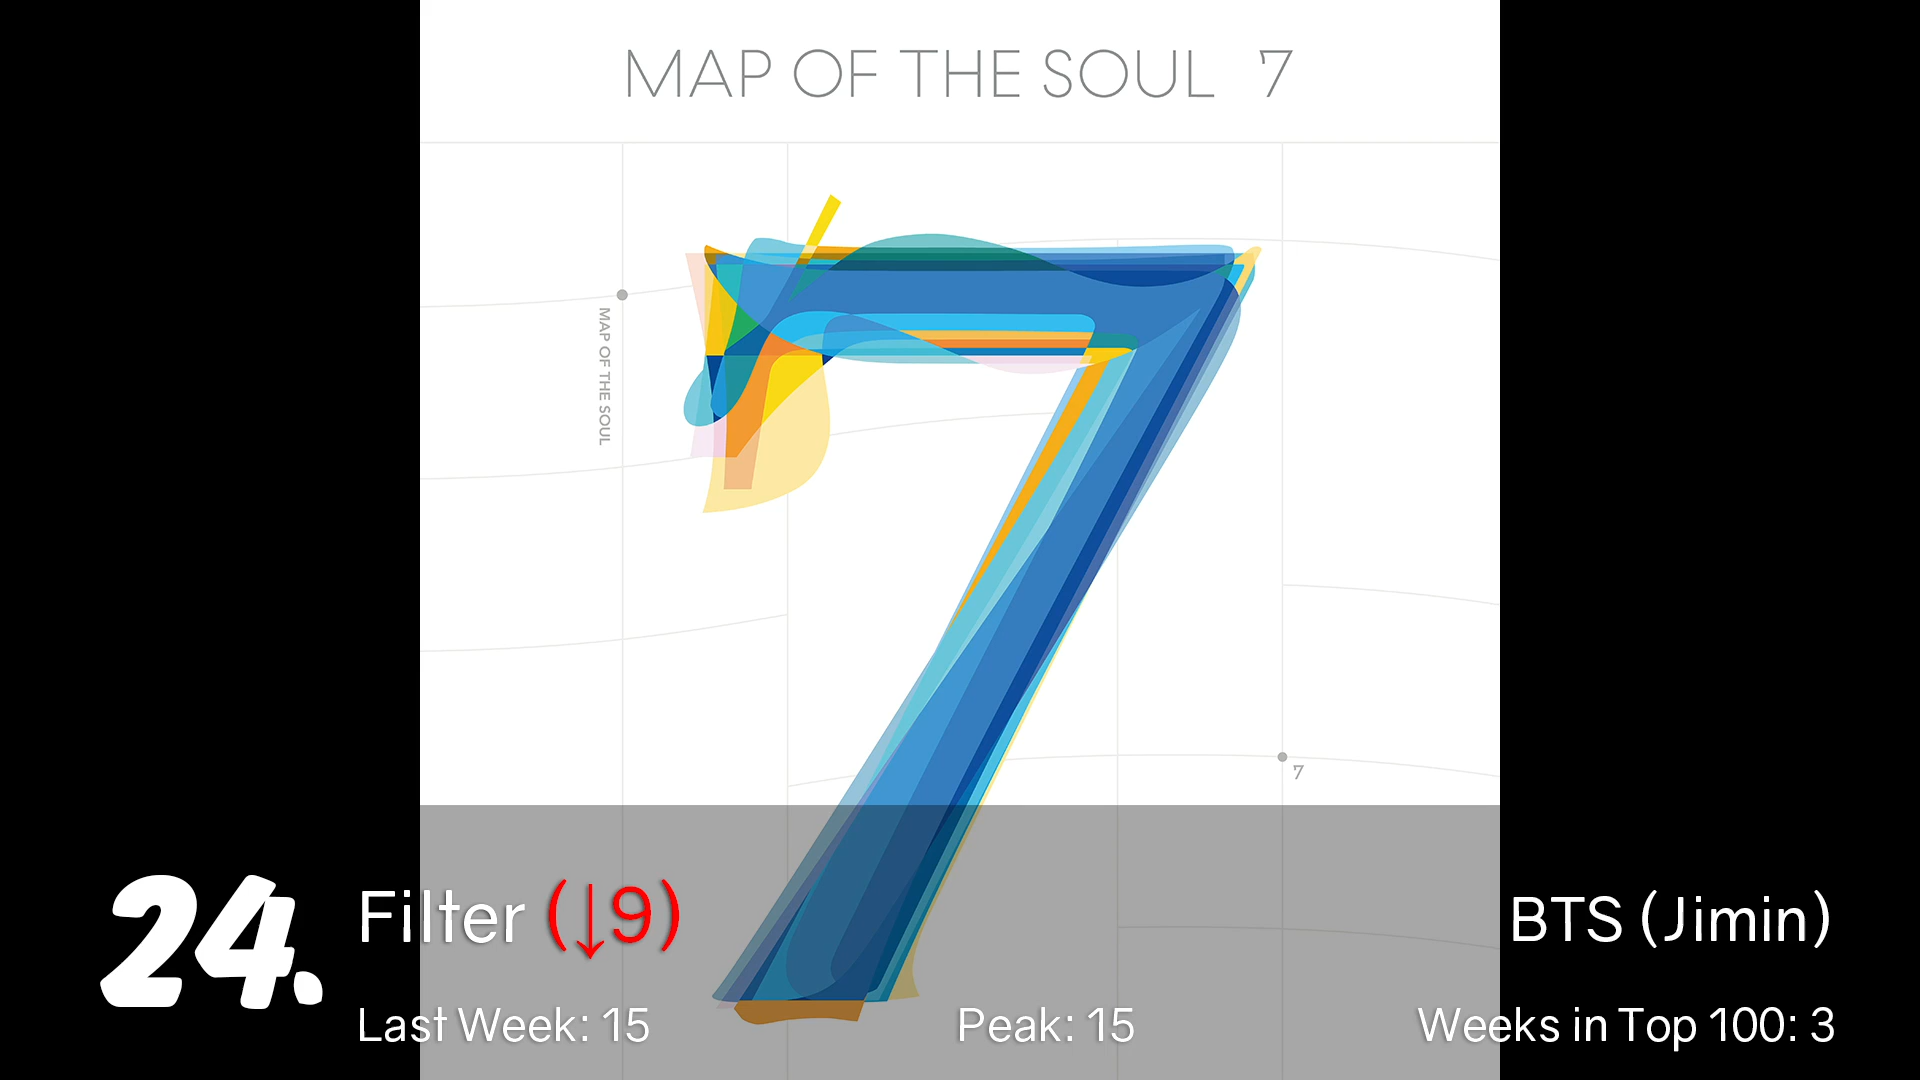 MAP OF THE SOUL 7
MAP OF THE SOUL
7
24. Filter (↓9) BTS (Jimin)
Last Week: 15 Peak: 15 Weeks in Top 100: 3